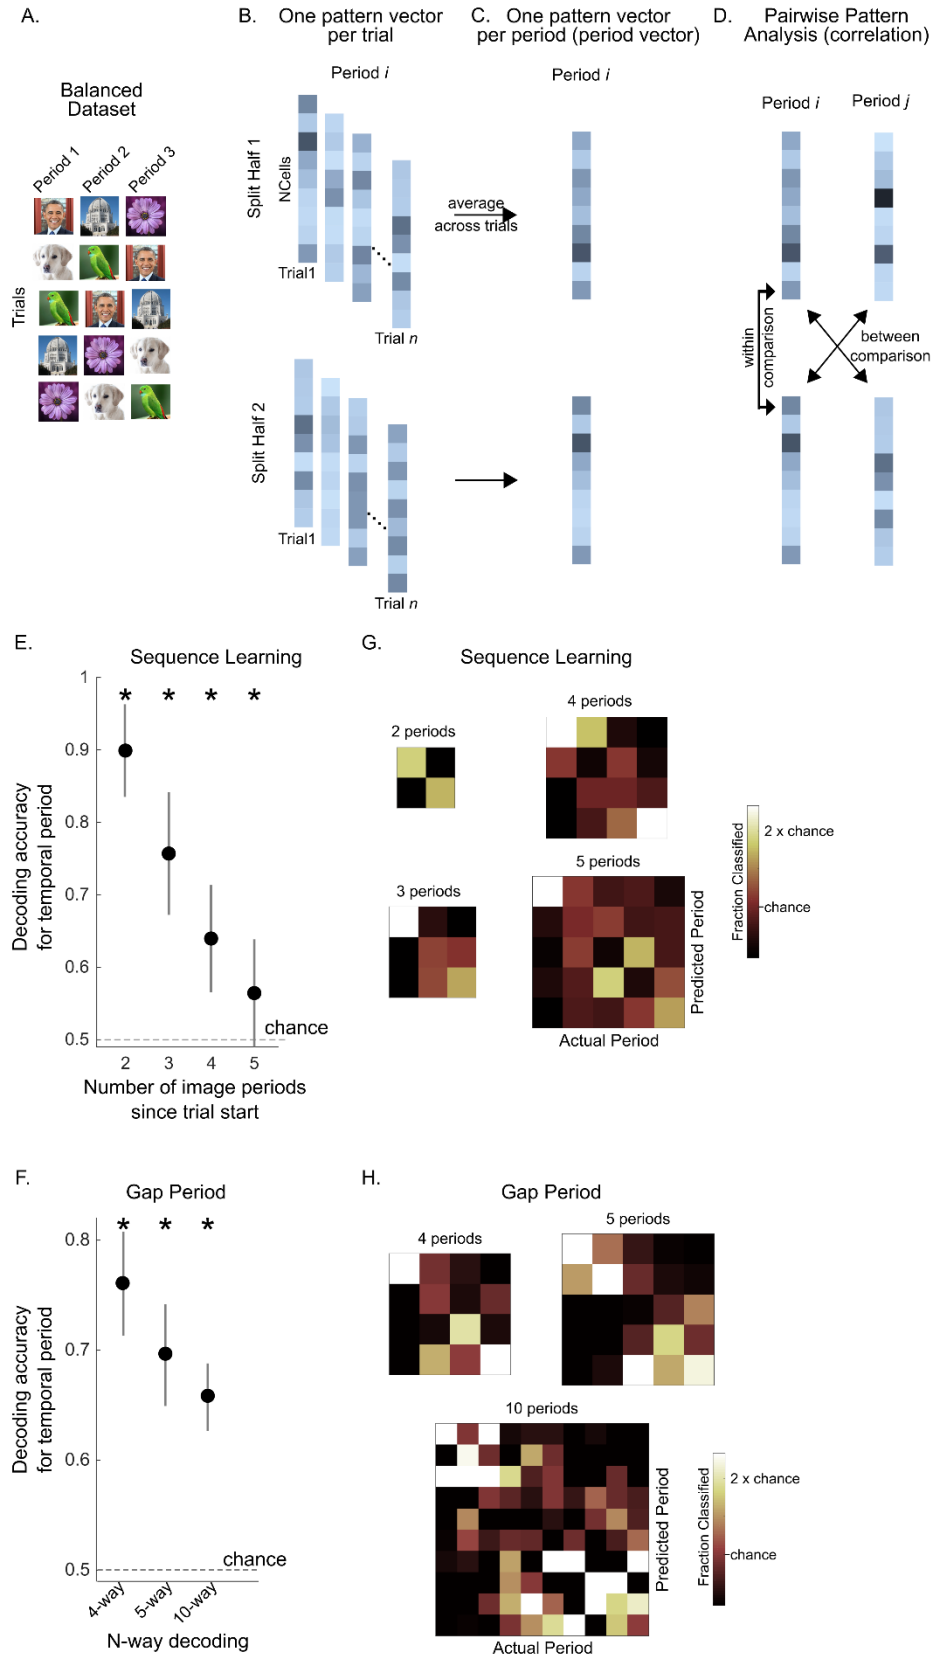 A.
Balanced
Dataset
Period 1
Period 2
Period 3
Trials
B.
One pattern vector
per trial
Period i
Split Half 1
NCells
Trial1
Trial n
Split Half 2
Trial1
Trial n
average
across trials
C.
One pattern vector
per period (period vector)
Period i
D.
Pairwise Pattern
Analysis (correlation)
Period i
Period j
within
comparison
between
comparison
E.
Sequence Learning
Decoding accuracy
for temporal period
1
0.9
0.8
0.7
0.6
0.5
* * * *
chance
2 3 4 5
Number of image periods
since trial start
G.
Sequence Learning
2 periods
4 periods
3 periods
5 periods
Predicted Period
Actual Period
Fraction Classified
2 x chance
chance
F.
Gap Period
Decoding accuracy
for temporal period
0.8
0.7
0.6
0.5
* * *
chance
4-way
5-way
10-way
N-way decoding
H.
Gap Period
4 periods
5 periods
10 periods
Predicted Period
Actual Period
Fraction Classified
2 x chance
chance